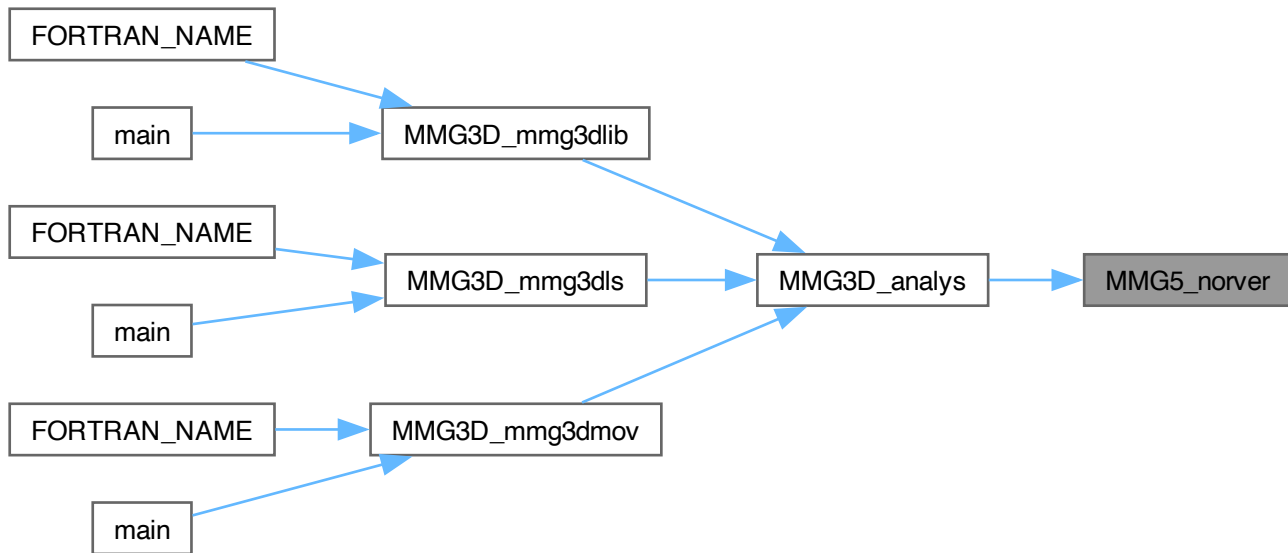 FORTRAN_NAME
main
MMG3D_mmg3dlib
FORTRAN_NAME
main
MMG3D_mmg3dls
MMG3D_analys
MMG5_norver
FORTRAN_NAME
main
MMG3D_mmg3dmov